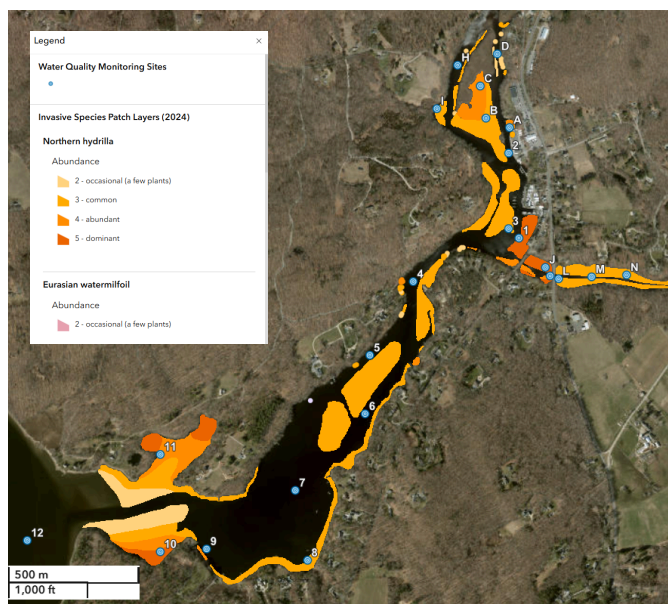 Legend ×
Water Quality Monitoring Sites
Invasive Species Patch Layers (2024)
Northern hydrilla
Abundance
2 - occasional (a few plants)
3 - common
4 - abundant
5 - dominant
Eurasian watermilfoil
Abundance
2 - occasional (a few plants)
D
H
C
I
B
A
2
3
1
J
L
M
N
4
5
6
11
7
12
10
9
8
500 m
1,000 ft